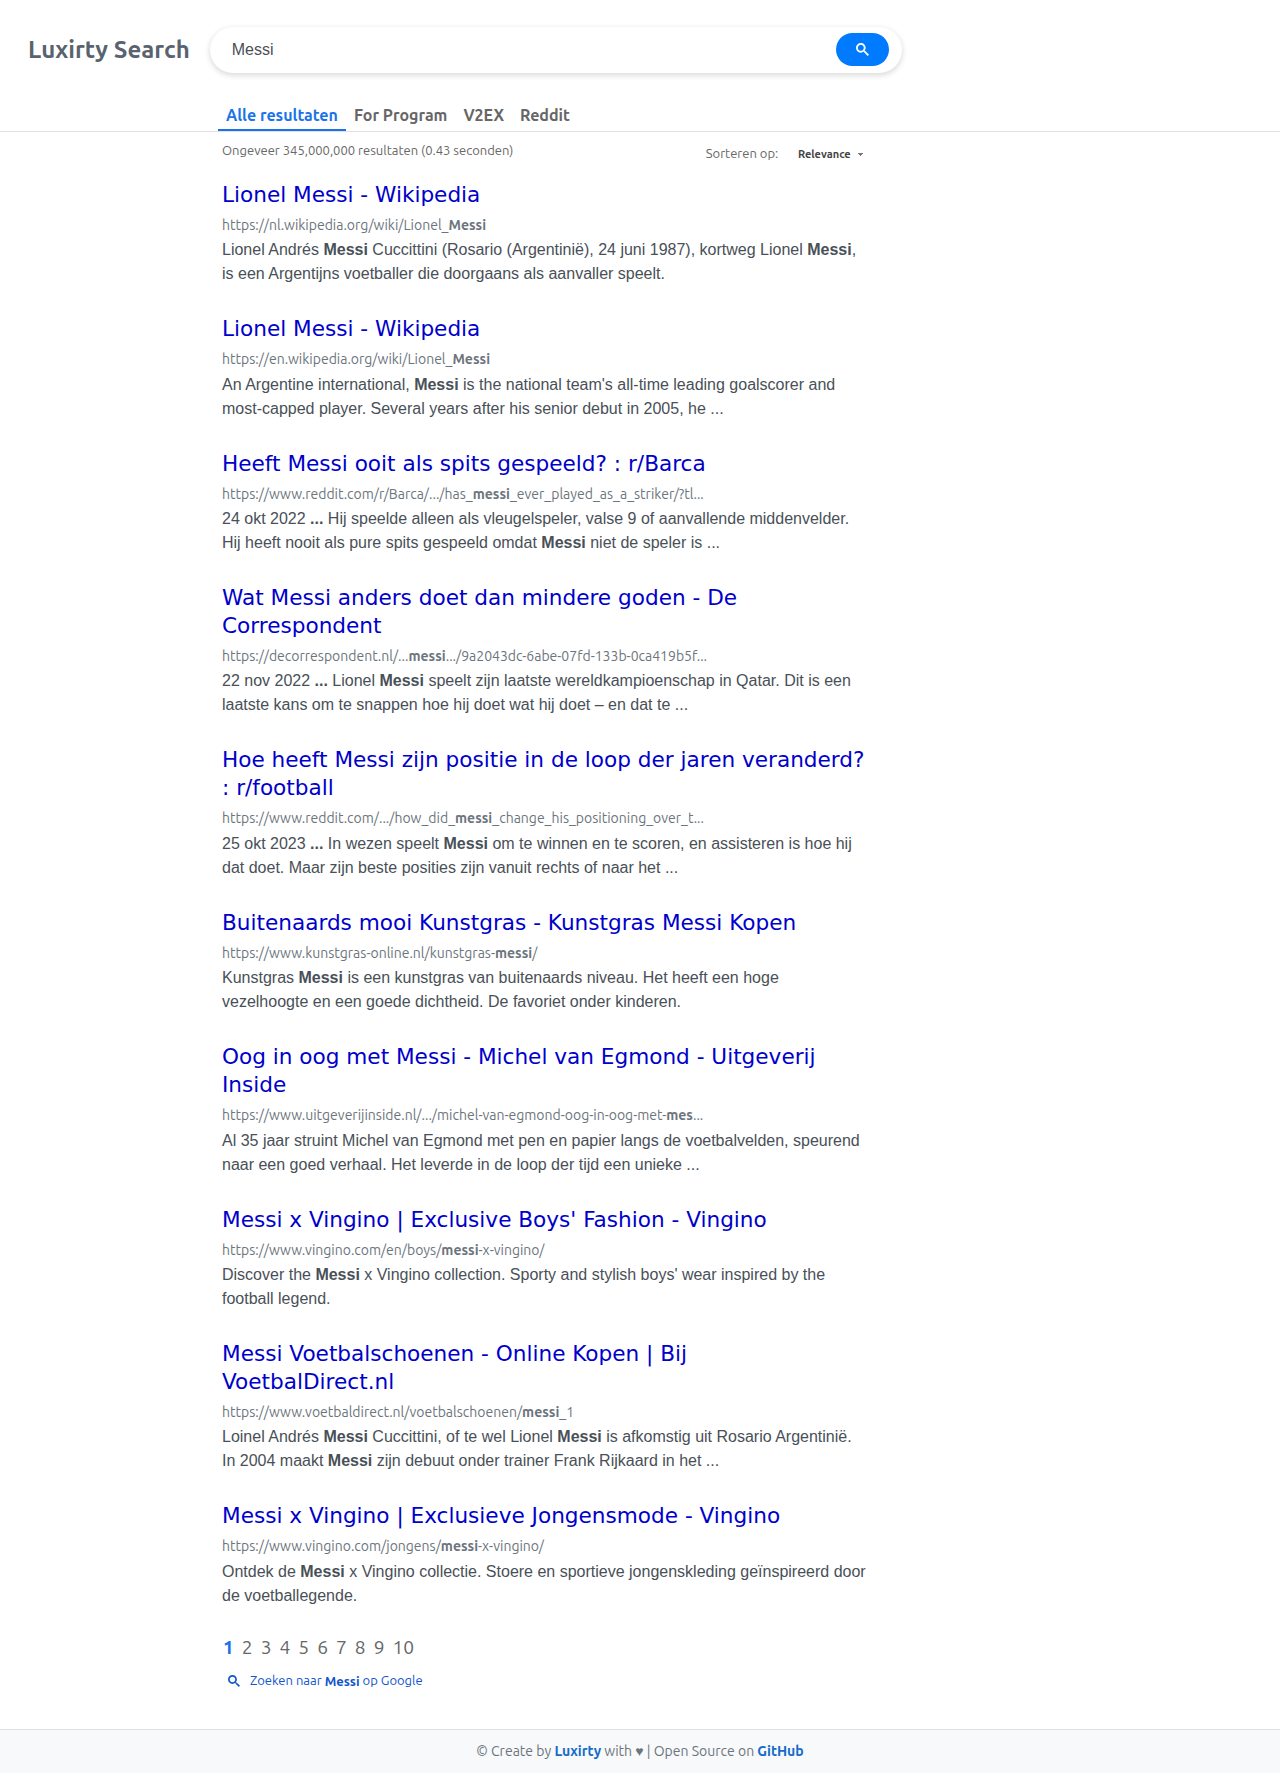 Luxirty Search
Messi
Alle resultaten For Program V2EX Reddit
Ongeveer 345,000,000 resultaten (0.43 seconden)
Sorteren op: Relevance
Lionel Messi - Wikipedia
https://nl.wikipedia.org/wiki/Lionel_Messi
Lionel Andrés Messi Cuccittini (Rosario (Argentinië), 24 juni 1987), kortweg Lionel Messi,
is een Argentijns voetballer die doorgaans als aanvaller speelt.
Lionel Messi - Wikipedia
https://en.wikipedia.org/wiki/Lionel_Messi
An Argentine international, Messi is the national team's all-time leading goalscorer and
most-capped player. Several years after his senior debut in 2005, he ...
Heeft Messi ooit als spits gespeeld? : r/Barca
https://www.reddit.com/r/Barca/.../has_messi_ever_played_as_a_striker/?tl...
24 okt 2022 ... Hij speelde alleen als vleugelspeler, valse 9 of aanvallende middenvelder.
Hij heeft nooit als pure spits gespeeld omdat Messi niet de speler is ...
Wat Messi anders doet dan mindere goden - De
Correspondent
https://decorrespondent.nl/...messi.../9a2043dc-6abe-07fd-133b-0ca419b5f...
22 nov 2022 ... Lionel Messi speelt zijn laatste wereldkampioenschap in Qatar. Dit is een
laatste kans om te snappen hoe hij doet wat hij doet – en dat te ...
Hoe heeft Messi zijn positie in de loop der jaren veranderd?
: r/football
https://www.reddit.com/.../how_did_messi_change_his_positioning_over_t...
25 okt 2023 ... In wezen speelt Messi om te winnen en te scoren, en assisteren is hoe hij
dat doet. Maar zijn beste posities zijn vanuit rechts of naar het ...
Buitenaards mooi Kunstgras - Kunstgras Messi Kopen
https://www.kunstgras-online.nl/kunstgras-messi/
Kunstgras Messi is een kunstgras van buitenaards niveau. Het heeft een hoge
vezelhoogte en een goede dichtheid. De favoriet onder kinderen.
Oog in oog met Messi - Michel van Egmond - Uitgeverij
Inside
https://www.uitgeverijinside.nl/.../michel-van-egmond-oog-in-oog-met-mes...
Al 35 jaar struint Michel van Egmond met pen en papier langs de voetbalvelden, speurend
naar een goed verhaal. Het leverde in de loop der tijd een unieke ...
Messi x Vingino | Exclusive Boys' Fashion - Vingino
https://www.vingino.com/en/boys/messi-x-vingino/
Discover the Messi x Vingino collection. Sporty and stylish boys' wear inspired by the
football legend.
Messi Voetbalschoenen - Online Kopen | Bij
VoetbalDirect.nl
https://www.voetbaldirect.nl/voetbalschoenen/messi_1
Loinel Andrés Messi Cuccittini, of te wel Lionel Messi is afkomstig uit Rosario Argentinië.
In 2004 maakt Messi zijn debuut onder trainer Frank Rijkaard in het ...
Messi x Vingino | Exclusieve Jongensmode - Vingino
https://www.vingino.com/jongens/messi-x-vingino/
Ontdek de Messi x Vingino collectie. Stoere en sportieve jongenskleding geïnspireerd door
de voetballegende.
1 2 3 4 5 6 7 8 9 10
Zoeken naar Messi op Google
© Create by Luxirty with ♥ | Open Source on GitHub